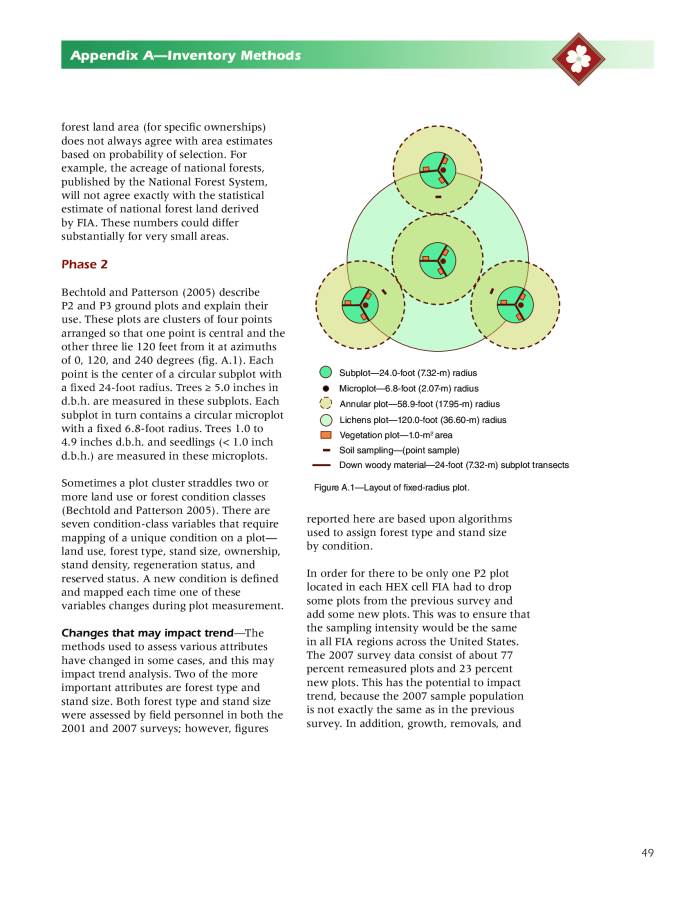 Appendix A—Inventory Methods
forest land area (for specific ownerships)
does not always agree with area estimates
based on probability of selection. For
example, the acreage of national forests,
published by the National Forest System,
will not agree exactly with the statistical
estimate of national forest land derived
by FIA. These numbers could differ
substantially for very small areas.
Phase 2
Bechtold and Patterson (2005) describe
P2 and P3 ground plots and explain their
use. These plots are clusters of four points
arranged so that one point is central and the
other three lie 120 feet from it at azimuths
of 0, 120, and 240 degrees (fig. A.1). Each
point is the center of a circular subplot with
a fixed 24-foot radius. Trees ≥ 5.0 inches in
d.b.h. are measured in these subplots. Each
subplot in turn contains a circular microplot
with a fixed 6.8-foot radius. Trees 1.0 to
4.9 inches d.b.h. and seedlings (< 1.0 inch
d.b.h.) are measured in these microplots.
Sometimes a plot cluster straddles two or
more land use or forest condition classes
(Bechtold and Patterson 2005). There are
seven condition-class variables that require
mapping of a unique condition on a plot—
land use, forest type, stand size, ownership,
stand density, regeneration status, and
reserved status. A new condition is defined
and mapped each time one of these
variables changes during plot measurement.
Changes that may impact trend—The
methods used to assess various attributes
have changed in some cases, and this may
impact trend analysis. Two of the more
important attributes are forest type and
stand size. Both forest type and stand size
were assessed by field personnel in both the
2001 and 2007 surveys; however, figures
Subplot—24.0-foot (7.32-m) radius
Microplot—6.8-foot (2.07-m) radius
Annular plot—58.9-foot (17.95-m) radius
Lichens plot—120.0-foot (36.60-m) radius
Vegetation plot—1.0-m² area
Soil sampling—(point sample)
Down woody material—24-foot (7.32-m) subplot transects
Figure A.1—Layout of fixed-radius plot.
reported here are based upon algorithms
used to assign forest type and stand size
by condition.
In order for there to be only one P2 plot
located in each HEX cell FIA had to drop
some plots from the previous survey and
add some new plots. This was to ensure that
the sampling intensity would be the same
in all FIA regions across the United States.
The 2007 survey data consist of about 77
percent remeasured plots and 23 percent
new plots. This has the potential to impact
trend, because the 2007 sample population
is not exactly the same as in the previous
survey. In addition, growth, removals, and
49